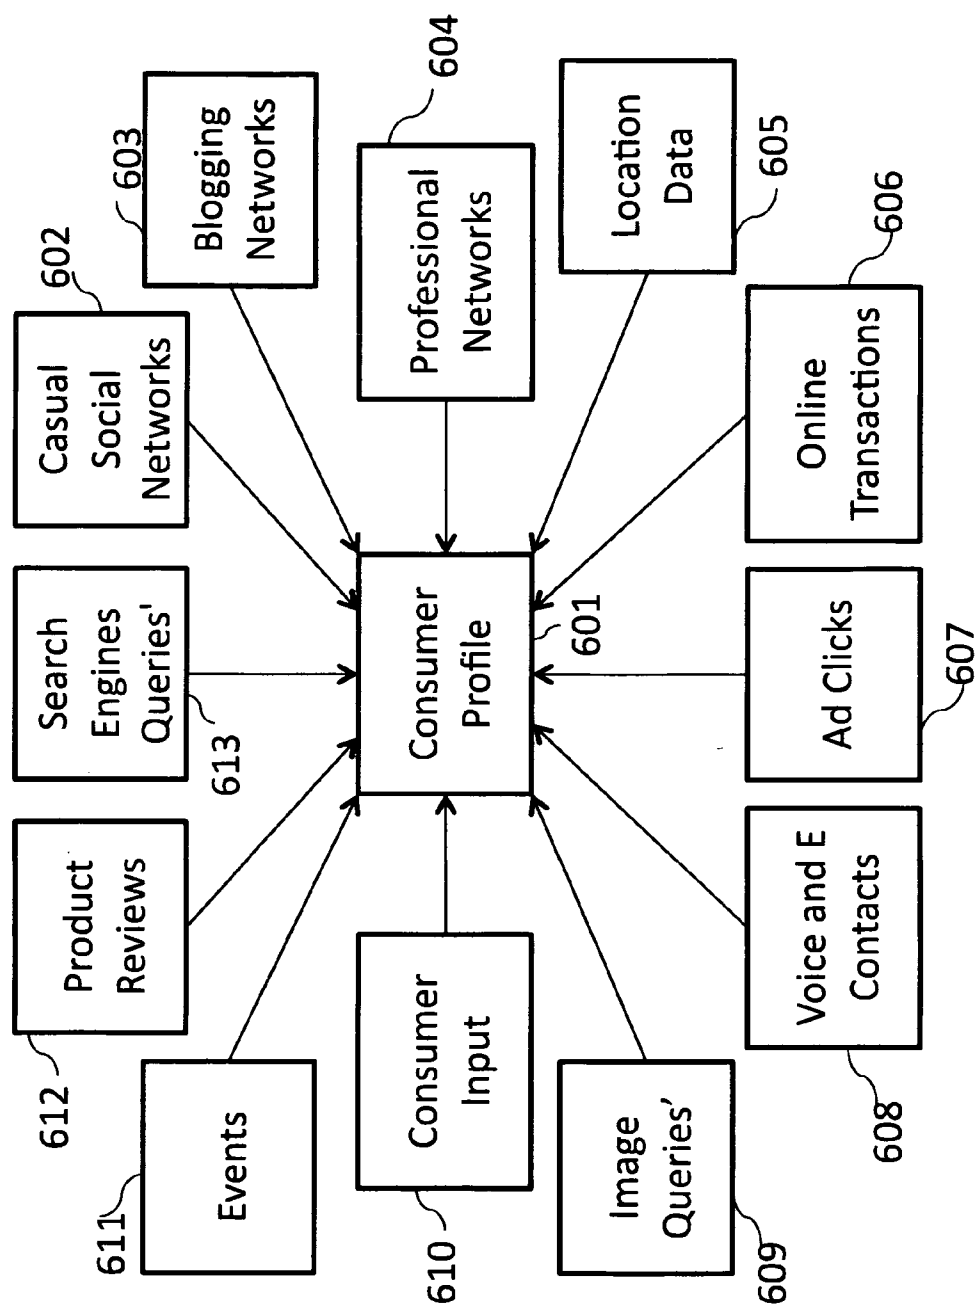 612
Product
Reviews
Search
Engines
Queries'
613
Casual
Social
Networks
602
611
Events
603
Blogging
Networks
610
Consumer
Input
Consumer
Profile
601
604
Professional
Networks
609
Image
Queries’
Location
Data
605
608
Voice and E
Contacts
Ad Clicks
607
Online
Transactions
606